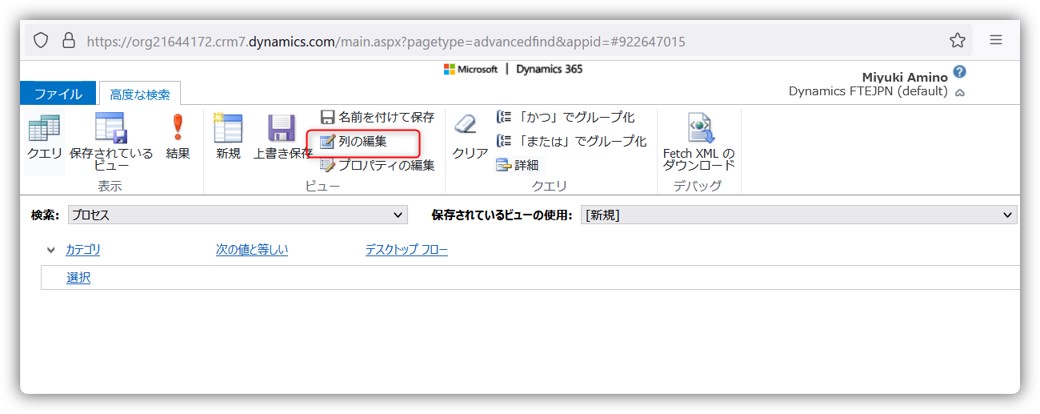 https://org21644172.crm7.dynamics.com/main.aspx?pagetype=advancedfind&appid=#922647015
Microsoft | Dynamics 365
Miyuki Amino
Dynamics FTEJPN (default)
ファイル
高度な検索
クエリ
保存されている
ビュー
結果
表示
新規
上書き保存
名前を付けて保存
列の編集
プロパティの編集
ビュー
クリア
「かつ」でグループ化
「または」でグループ化
詳細
クエリ
Fetch XML の
ダウンロード
デバッグ
検索: プロセス 保存されているビューの使用: [新規]
カテゴリ 次の値と等しい デスクトップ フロー
選択